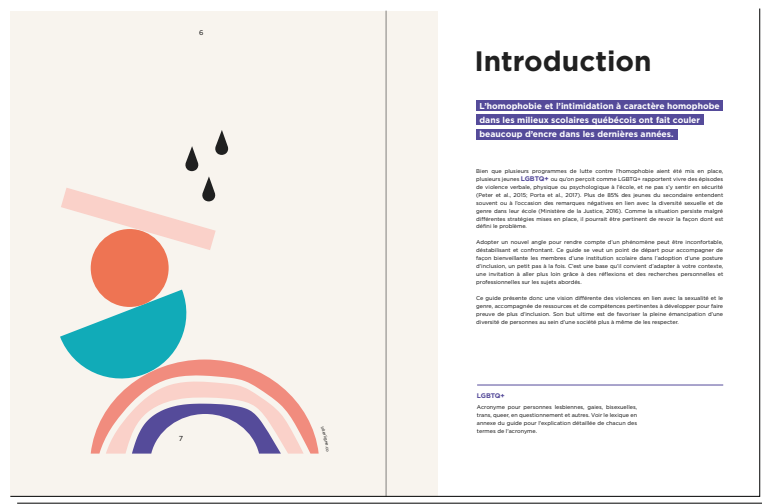 6
7
Introduction
L'homophobie et l'intimidation à caractère homophobe
dans les milieux scolaires québécois ont fait couler
beaucoup d'encre dans les dernières années.
Bien que plusieurs programmes de lutte contre l'homophobie aient été mis en place,
plusieurs jeunes LGBTQ+ ou qu'on perçoit comme LGBTQ+ rapportent vivre des épisodes
de violence verbale, physique ou psychologique à l'école, et ne pas s'y sentir en sécurité
(Peter et al., 2015; Porta et al., 2017). Plus de 85% des jeunes du secondaire entendent
souvent ou à l'occasion des remarques négatives en lien avec la diversité sexuelle et de
genre dans leur école (Ministère de la Justice, 2016). Comme la situation persiste malgré
différentes stratégies mises en place, il pourrait être pertinent de revoir la façon dont est
défini le problème.
Adopter un nouvel angle pour rendre compte d'un phénomène peut être inconfortable,
déstabilisant et confrontant. Ce guide se veut un point de départ pour accompagner de
façon bienveillante les membres d'une institution scolaire dans l'adoption d'une posture
d'inclusion, un petit pas à la fois. C'est une base qu'il convient d'adapter à votre contexte,
une invitation à aller plus loin grâce à des réflexions et des recherches personnelles et
professionnelles sur les sujets abordés.
Ce guide présente donc une vision différente des violences en lien avec la sexualité et le
genre, accompagnée de ressources et de compétences pertinentes à développer pour faire
preuve de plus d'inclusion. Son but ultime est de favoriser la pleine émancipation d'une
diversité de personnes au sein d'une société plus à même de les respecter.
LGBTQ+
Acronyme pour personnes lesbiennes, gaies, bisexuelles,
trans, queer, en questionnement et autres. Voir le lexique en
annexe du guide pour l'explication détaillée de chacun des
termes de l'acronyme.